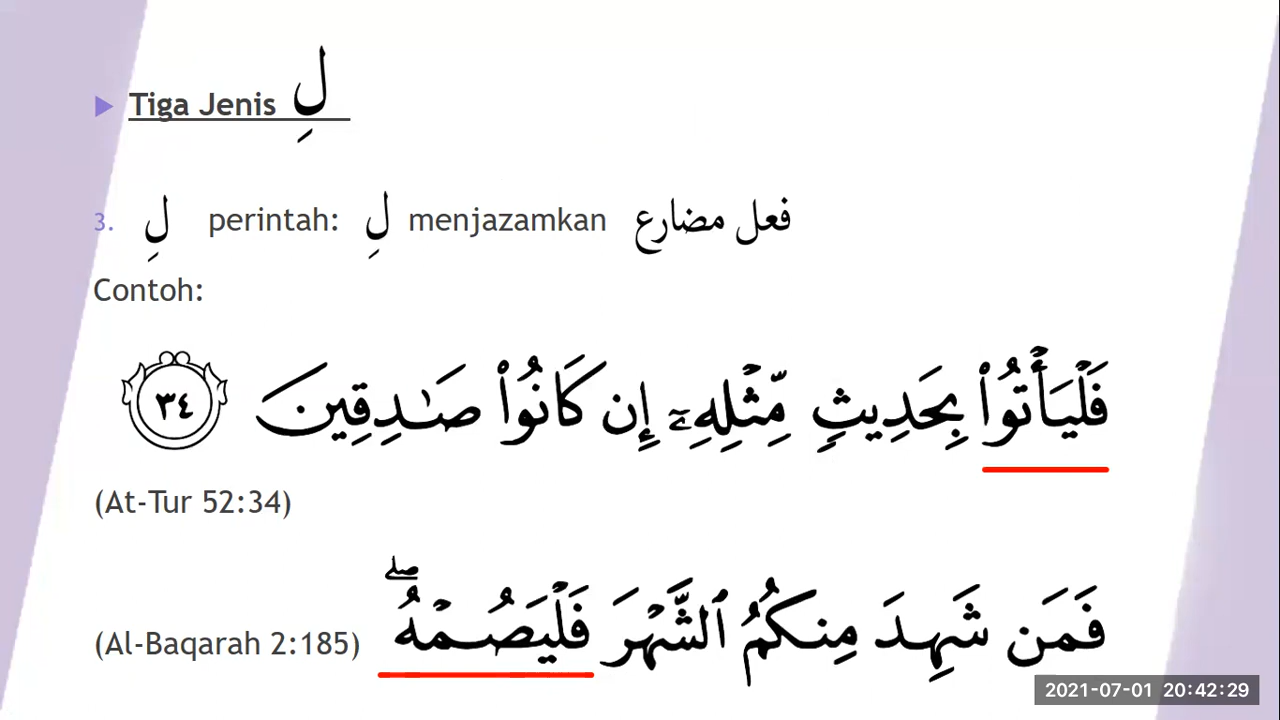 Tiga Jenis لِ
3. لِ perintah: لِ menjazamkan فعل مضارع
Contoh:
فَلْيَأْتُوا۟ بِحَدِيثٍ مِّثْلِهِۦٓ إِن كَانُوا۟ صَـٰدِقِينَ ٣٤
(At-Tur 52:34)
فَمَن شَهِدَ مِنكُمُ ٱلشَّهْرَ فَلْيَصُمْهُ ۖ (Al-Baqarah 2:185)
2021-07-01 20:42:29